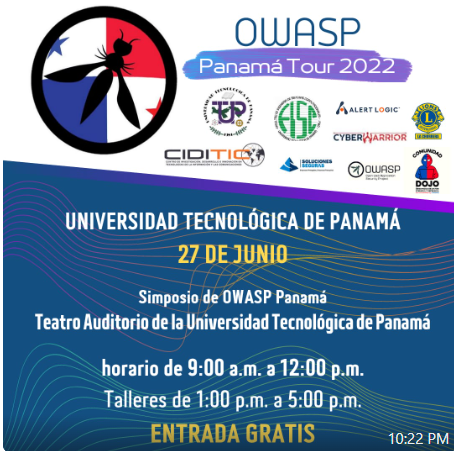 OWASP
Panamá Tour 2022
UTP
ALERT LOGIC
CYBERWARRIOR
CIDITIC
SOLUCIONES
SEGURAS
OWASP
COMUNIDAD
DOJO
UNIVERSIDAD TECNOLÓGICA DE PANAMÁ
27 DE JUNIO
Simposio de OWASP Panamá
Teatro Auditorio de la Universidad Tecnológica de Panamá
horario de 9:00 a.m. a 12:00 p.m.
Talleres de 1:00 p.m. a 5:00 p.m.
ENTRADA GRATIS
10:22 PM